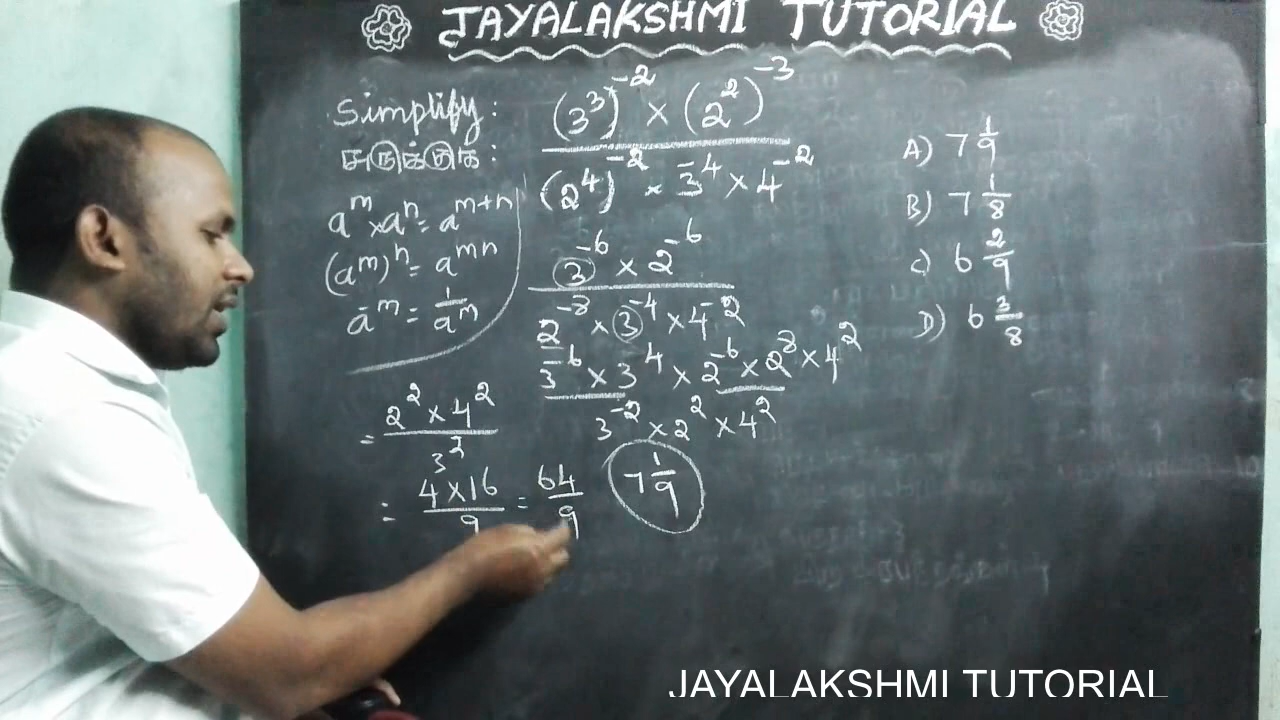 JAYALAKSHMI TUTORIAL
Simplify: (3³)⁻² × (2²)⁻³
சுருக்குக: (2⁴)⁻² × 3⁻⁴ × 4⁻²
aᵐ × aⁿ = aᵐ⁺ⁿ
(aᵐ)ⁿ = aᵐⁿ
a⁻ᵐ = 1/aᵐ
3⁻⁶ × 2⁻⁶
2⁻⁸ × 3⁻⁴ × 4⁻²
3⁻⁶ × 3⁴ × 2⁻⁶ × 2⁸ × 4²
3⁻² × 2² × 4²
= 2² × 4² / 3²
= 4 × 16 / 9 = 64/9 7 1/9
A) 7 1/9
B) 7 1/8
C) 6 2/9
D) 6 3/8
JAYALAKSHMI TUTORIAL